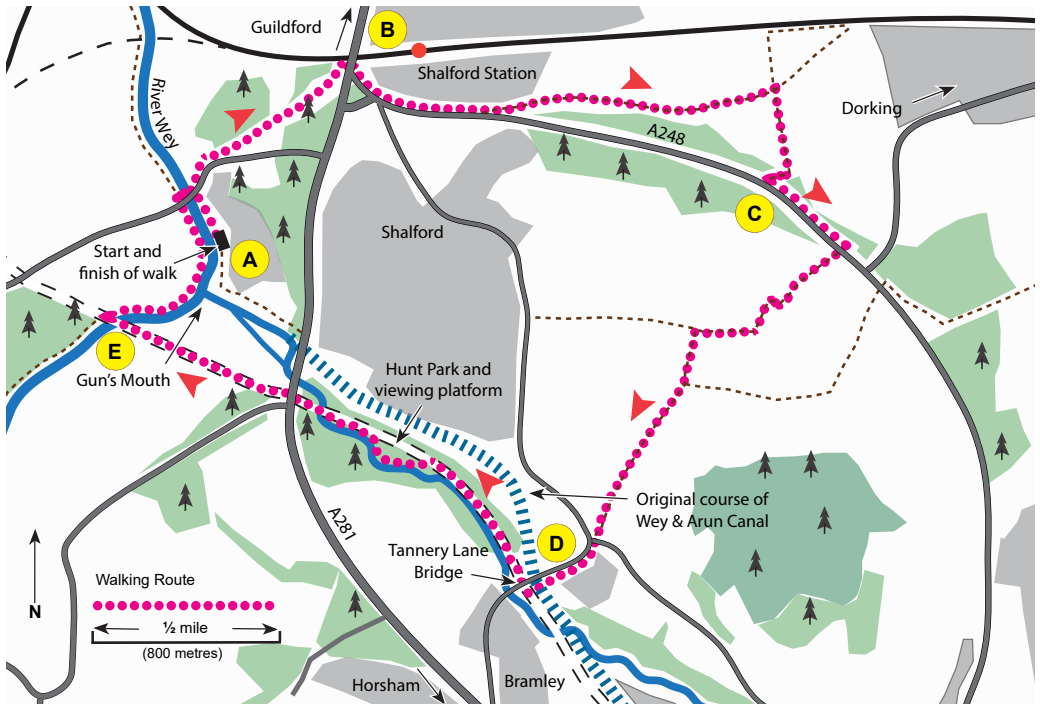 Guildford
B
Shalford Station
River Wey
Dorking
A248
C
Shalford
Start and
finish of walk
A
E
Gun's Mouth
Hunt Park and
viewing platform
Original course of
Wey & Arun Canal
A281
D
Tannery Lane
Bridge
N
Walking Route
½ mile
(800 metres)
Horsham
Bramley